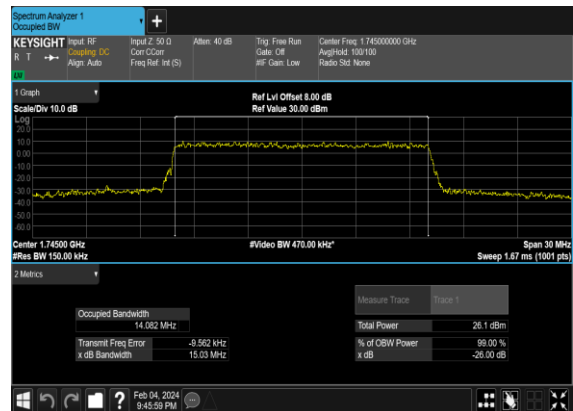 Spectrum Analyzer 1
Occupied BW
+
KEYSIGHT Input: RF Input Z: 50 Ω Atten: 40 dB Trig: Free Run Center Freq: 1.745000000 GHz
R T Coupling: DC Corr CCorr Gate: Off Avg|Hold: 100/100
Align: Auto Freq Ref: Int (S) #IF Gain: Low Radio Std: None
LW
1 Graph
Ref Lvl Offset 8.00 dB
Scale/Div 10.0 dB Ref Value 30.00 dBm
Log
20.0
10.0
0.00
-10.0
-20.0
-30.0
-40.0
-50.0
-60.0
Center 1.74500 GHz #Video BW 470.00 kHz* Span 30 MHz
#Res BW 150.00 kHz Sweep 1.67 ms (1001 pts)
2 Metrics
Measure Trace Trace 1
Occupied Bandwidth
14.082 MHz Total Power 26.1 dBm
Transmit Freq Error -9.562 kHz % of OBW Power 99.00 %
x dB Bandwidth 15.03 MHz x dB -26.00 dB
? Feb 04, 2024
9:45:59 PM